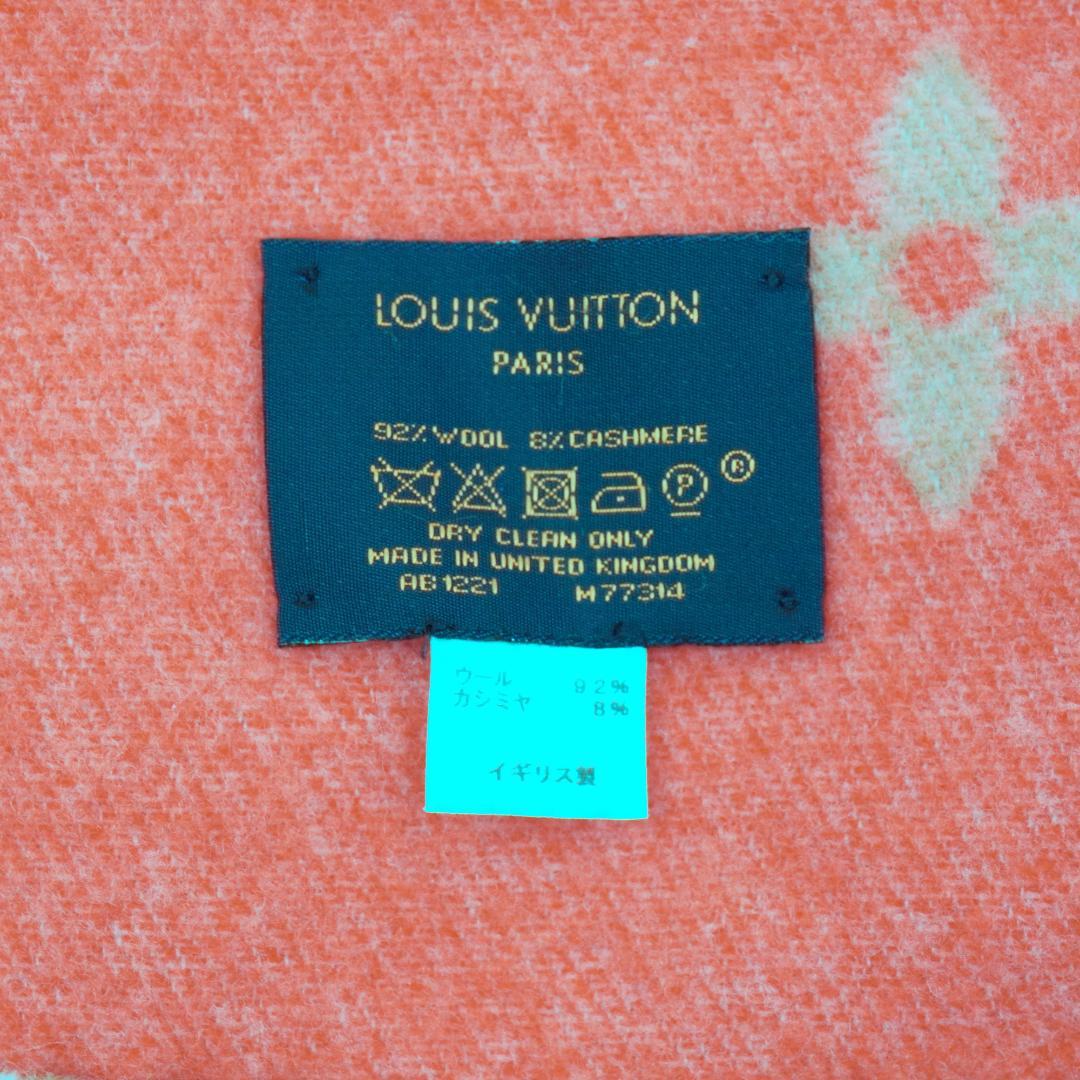 LOUIS VUITTON
PARIS
92% WOOL 8% CASHMERE
P R
DRY CLEAN ONLY
MADE IN UNITED KINGDOM
AB1221 M77314
ウール 92%
カシミヤ 8%
イギリス製